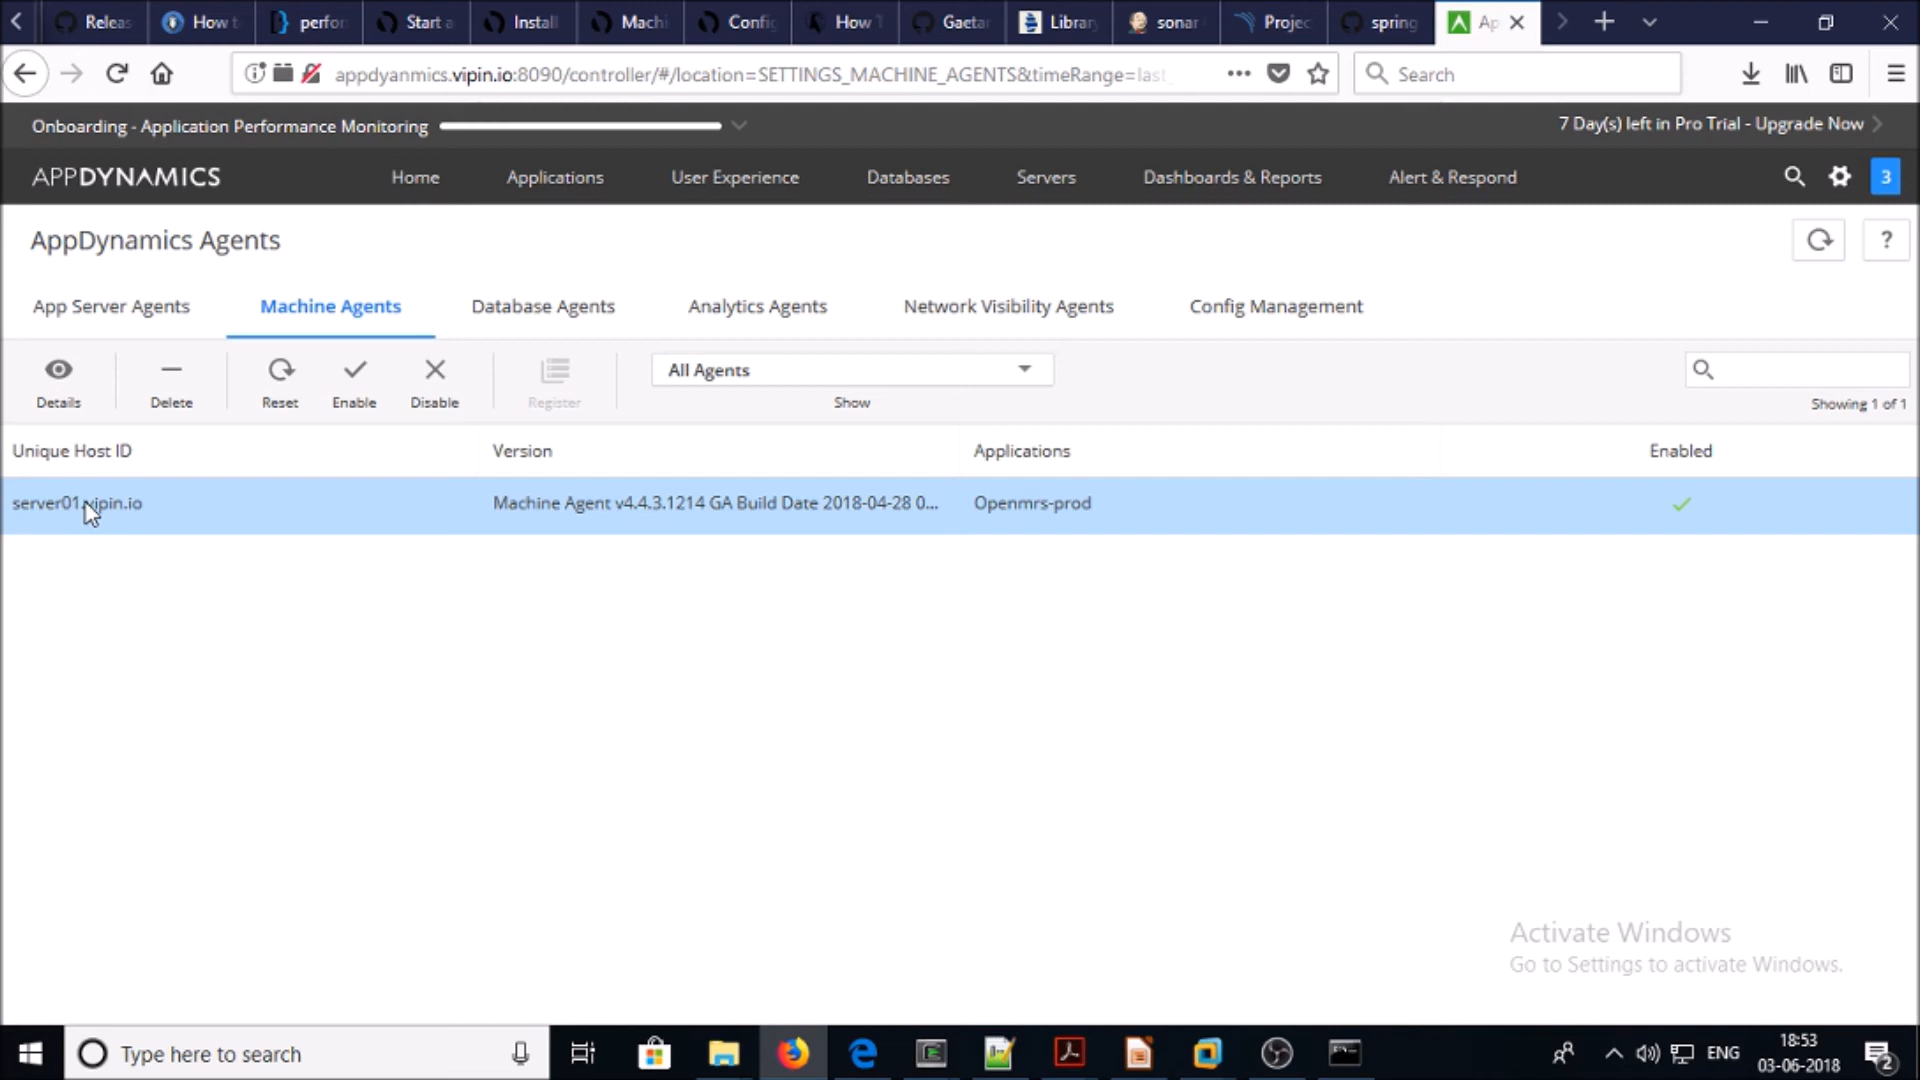 Releas
How t
perfor
Start a
Install
Machi
Config
How T
Gaetan
Library
sonar
Projec
spring
Ap
appdyanmics.vipin.io:8090/controller/#/location=SETTINGS_MACHINE_AGENTS&timeRange=last_
Search
Onboarding - Application Performance Monitoring
7 Day(s) left in Pro Trial - Upgrade Now
APPDYNAMICS
Home
Applications
User Experience
Databases
Servers
Dashboards & Reports
Alert & Respond
3
AppDynamics Agents
?
App Server Agents
Machine Agents
Database Agents
Analytics Agents
Network Visibility Agents
Config Management
Details
Delete
Reset
Enable
Disable
Register
All Agents
Show
Showing 1 of 1
Unique Host ID
Version
Applications
Enabled
server01.vipin.io
Machine Agent v4.4.3.1214 GA Build Date 2018-04-28 0...
Openmrs-prod
Activate Windows
Go to Settings to activate Windows.
Type here to search
ENG
18:53
03-06-2018
2